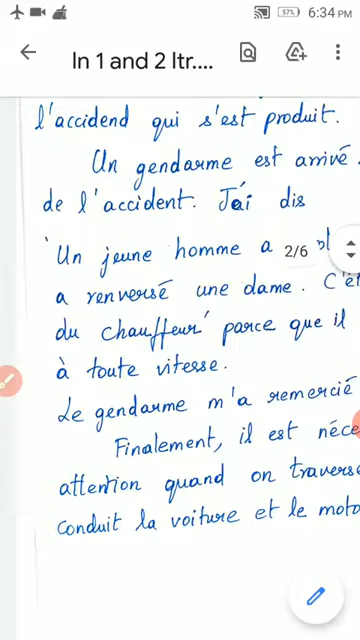 57% 6:34 PM
In 1 and 2 ltr....
l'accidend qui s'est produit.
Un gendarme est arrivé
de l'accident. J'ai dis
Un jeune homme a
2/6
a renversé une dame. C'ét
du chauffeur parce que il
à toute vitesse.
Le gendarme m'a remercié
Finalement, il est néce
attention quand on traverse
conduit la voiture et le moto